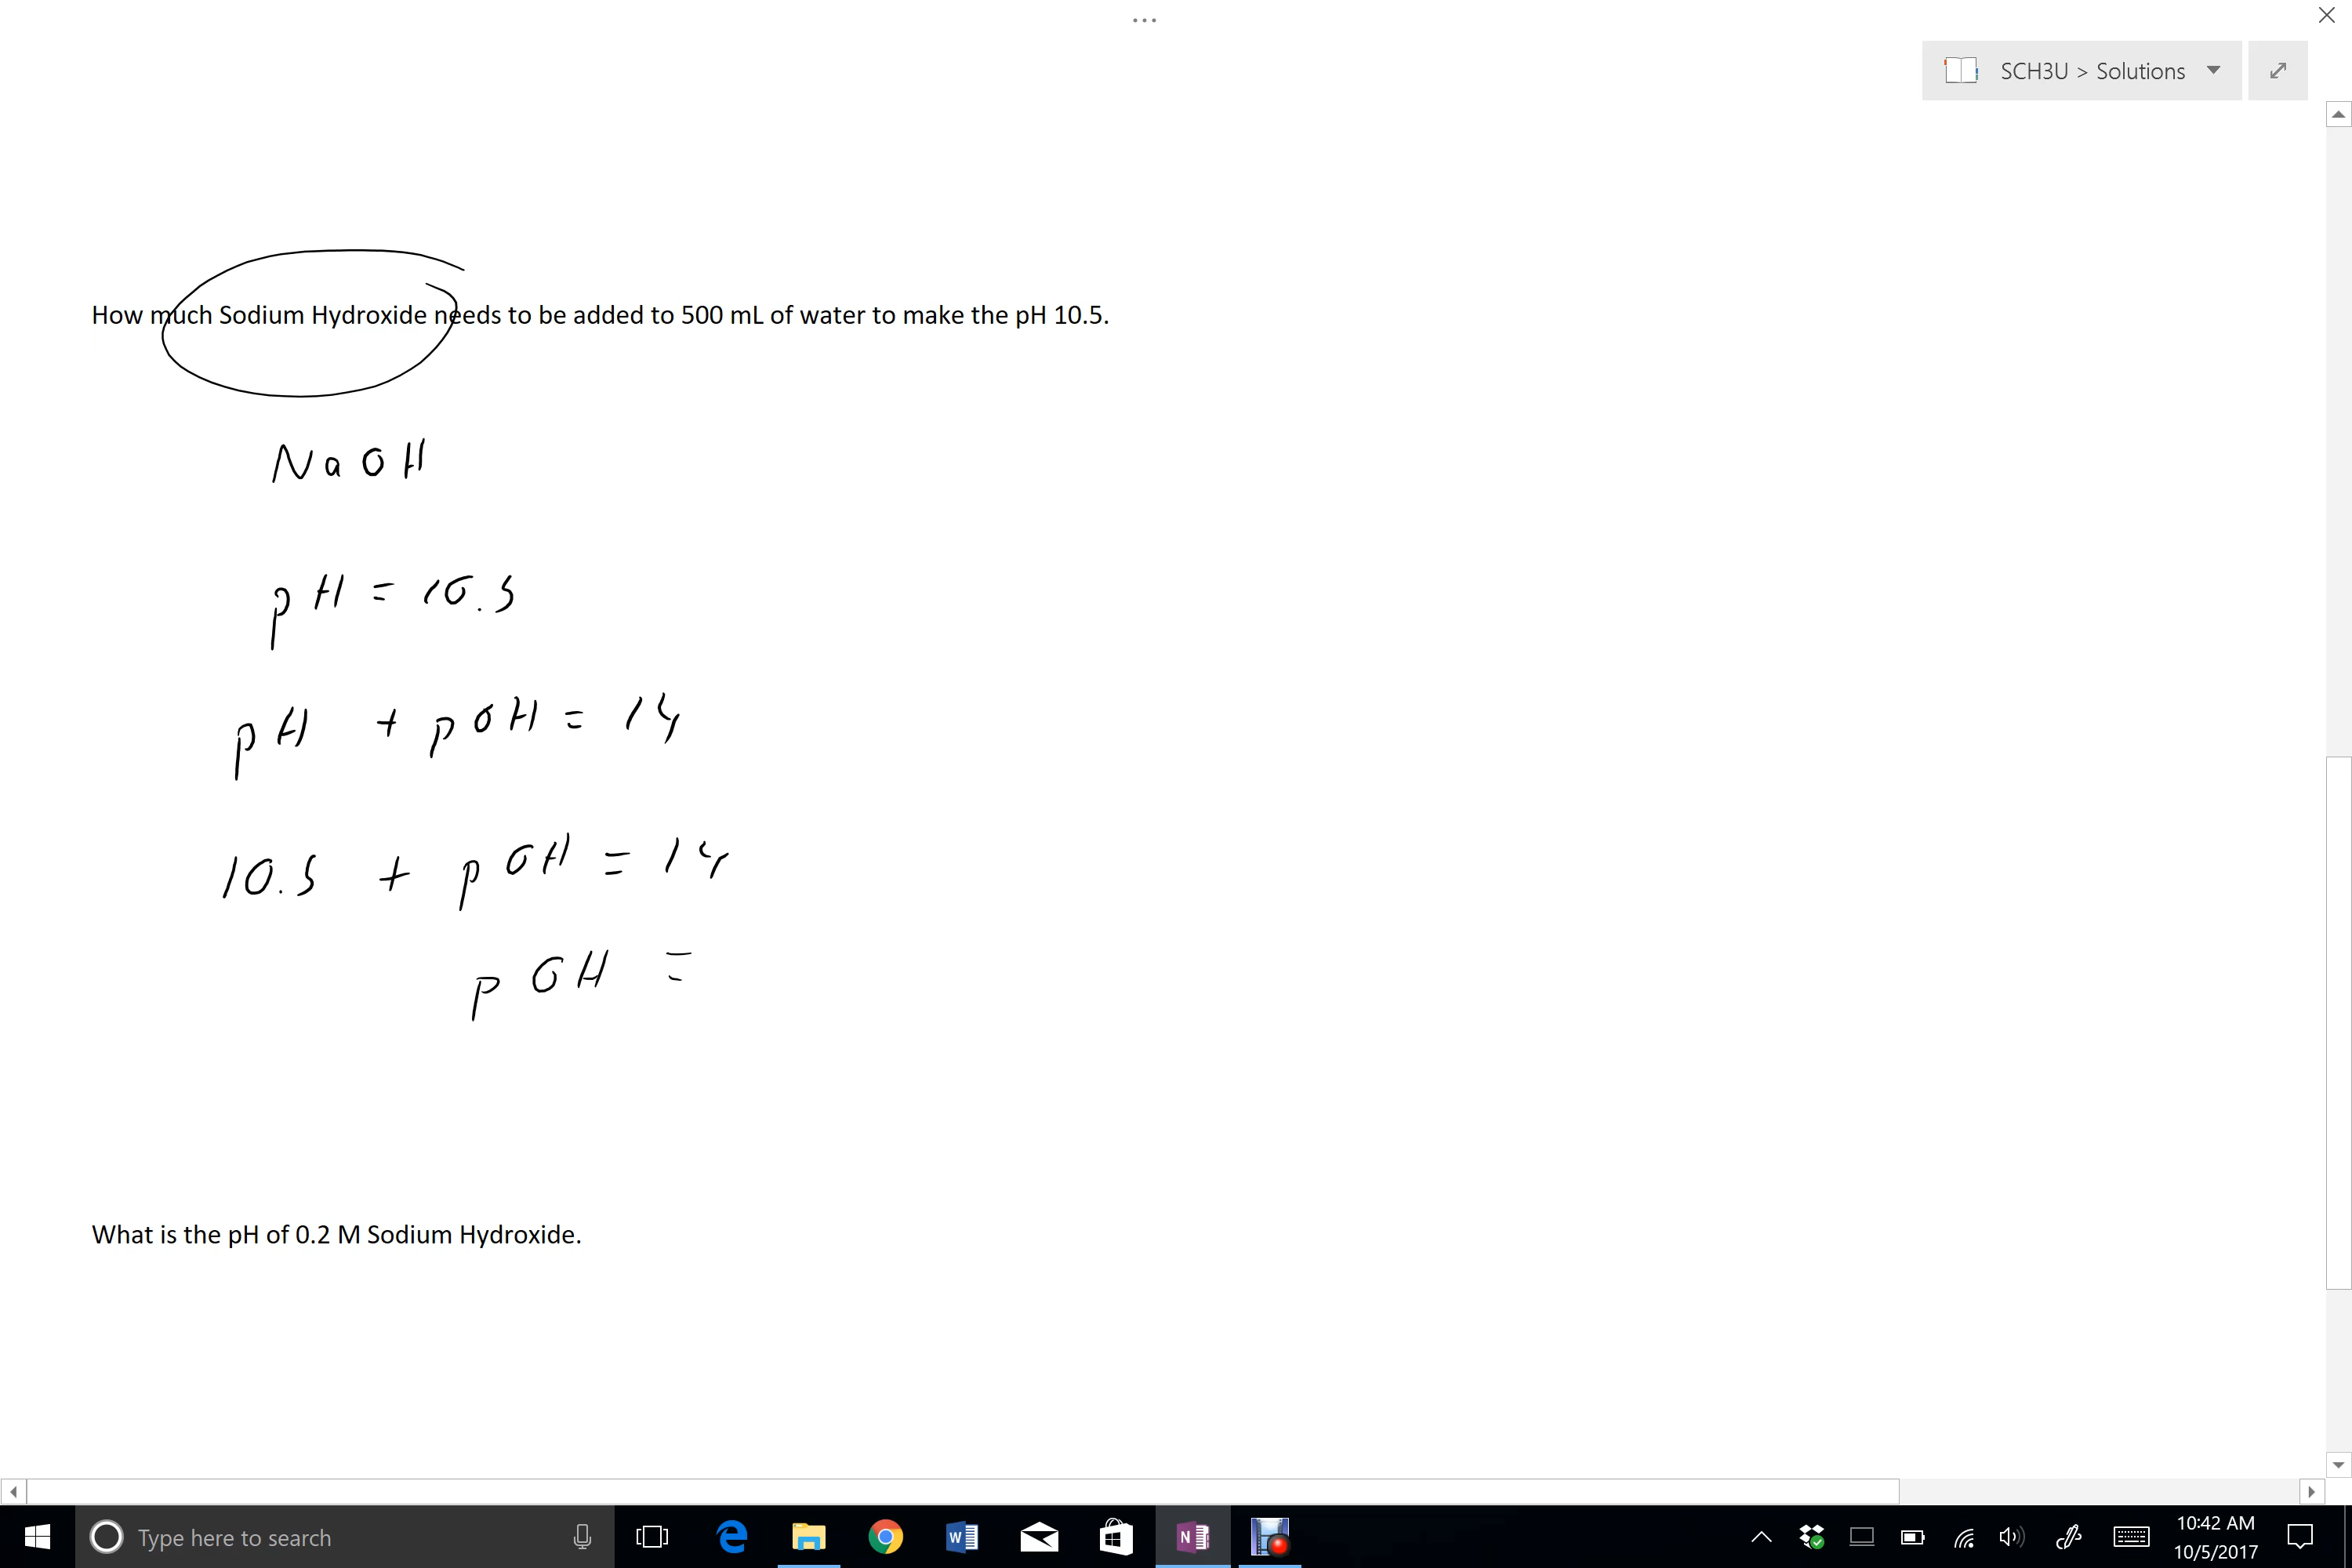 SCH3U > Solutions
How much Sodium Hydroxide needs to be added to 500 mL of water to make the pH 10.5.
NaOH
pH = 10.5
pH + pOH = 14
10.5 + pOH = 14
pOH =
What is the pH of 0.2 M Sodium Hydroxide.
Type here to search
10:42 AM
10/5/2017